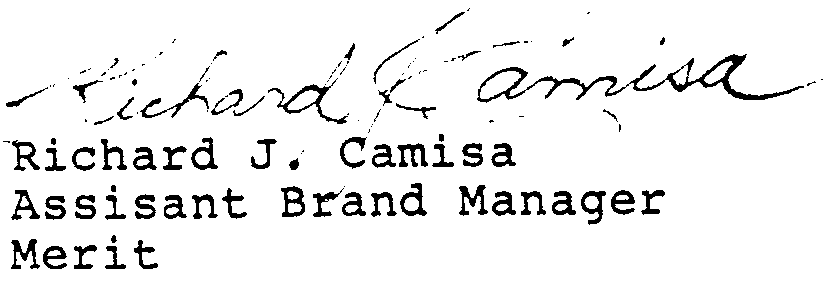 Richard J Camisa
Richard J. Camisa
Assisant Brand Manager
Merit